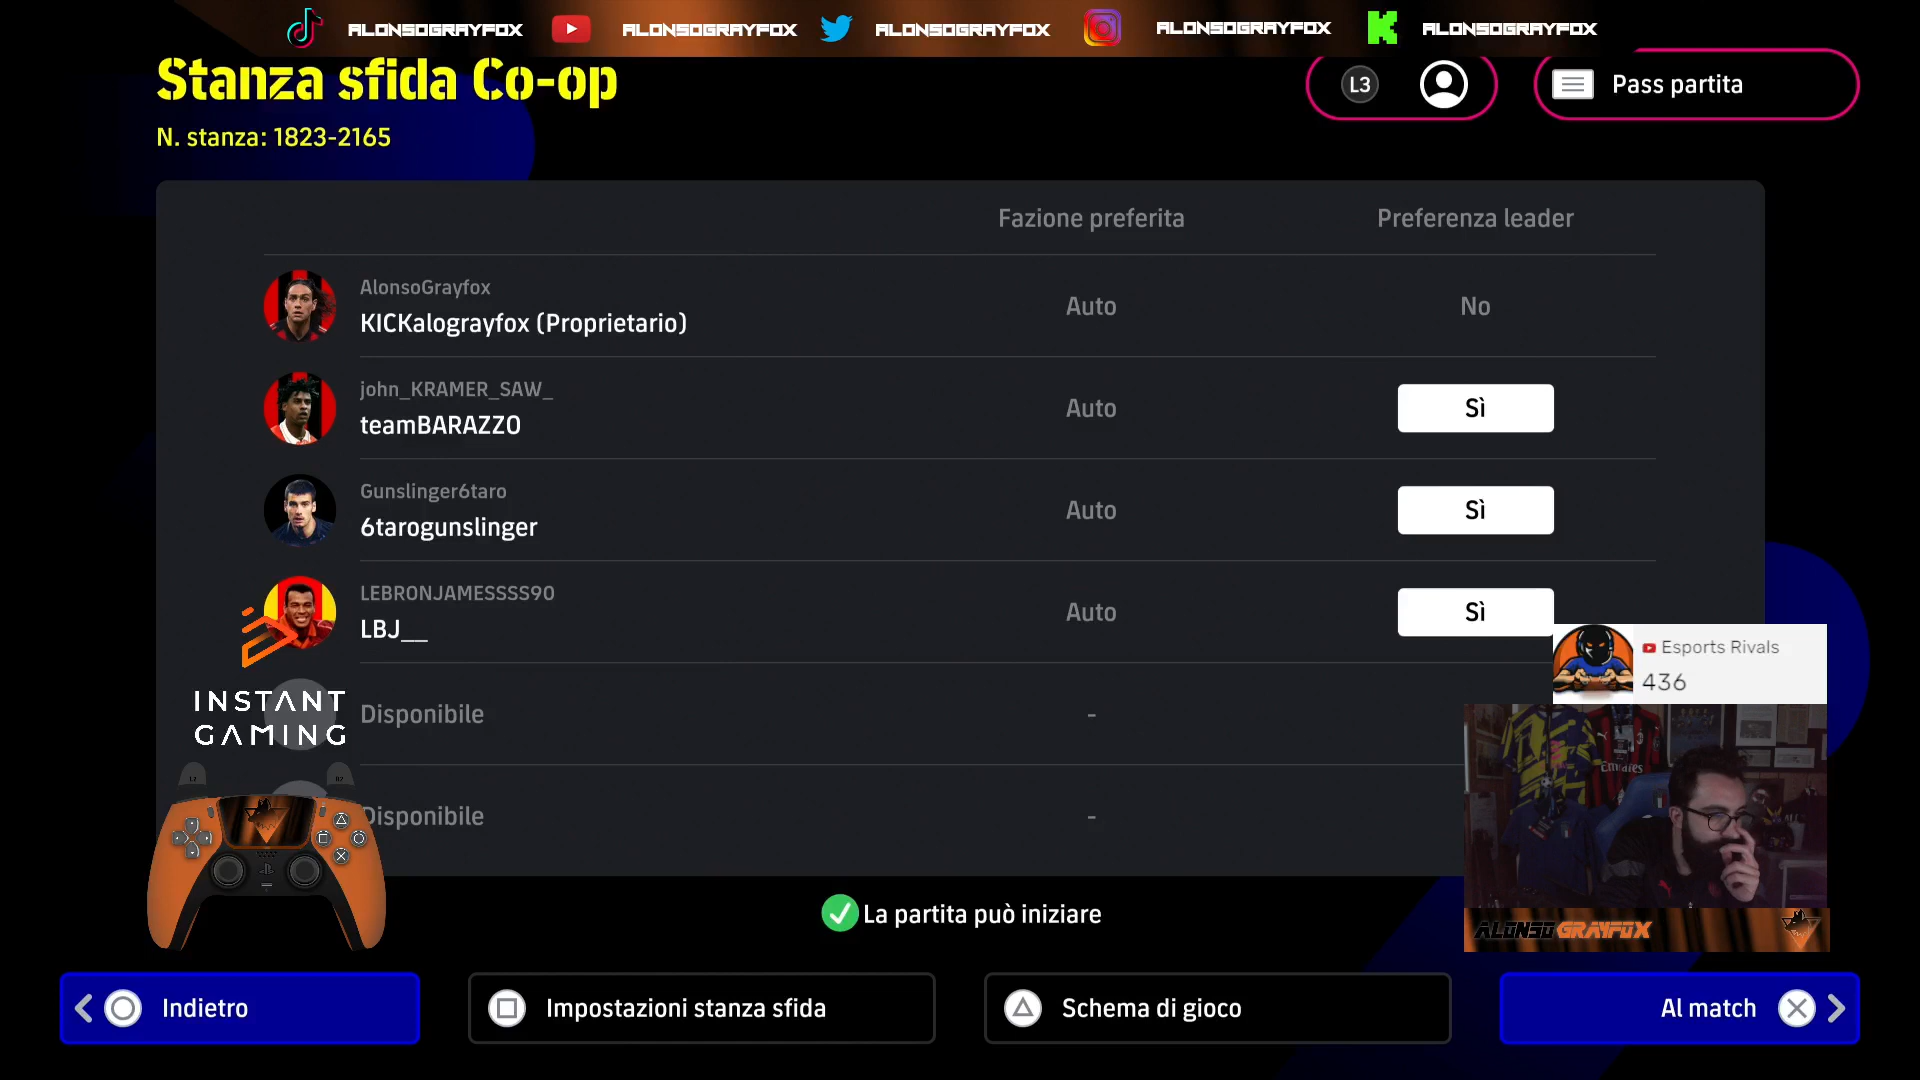 ALONSOGRAYFOX ALONSOGRAYFOX ALONSOGRAYFOX ALONSOGRAYFOX ALONSOGRAYFOX
Stanza sfida Co-op
N. stanza: 1823-2165
L3
Pass partita
Fazione preferita Preferenza leader
AlonsoGrayfox
KICKalograyfox (Proprietario) Auto No
john_KRAMER_SAW_
teamBARAZZO Auto Sì
Gunslinger6taro
6tarogunslinger Auto Sì
LEBRONJAMESSSS90
LBJ__ Auto Sì
Esports Rivals
436
INSTANT
GAMING
Disponibile -
Disponibile -
Emirates
La partita può iniziare
ALONSOGRAYFOX
Indietro
Impostazioni stanza sfida
Schema di gioco
Al match